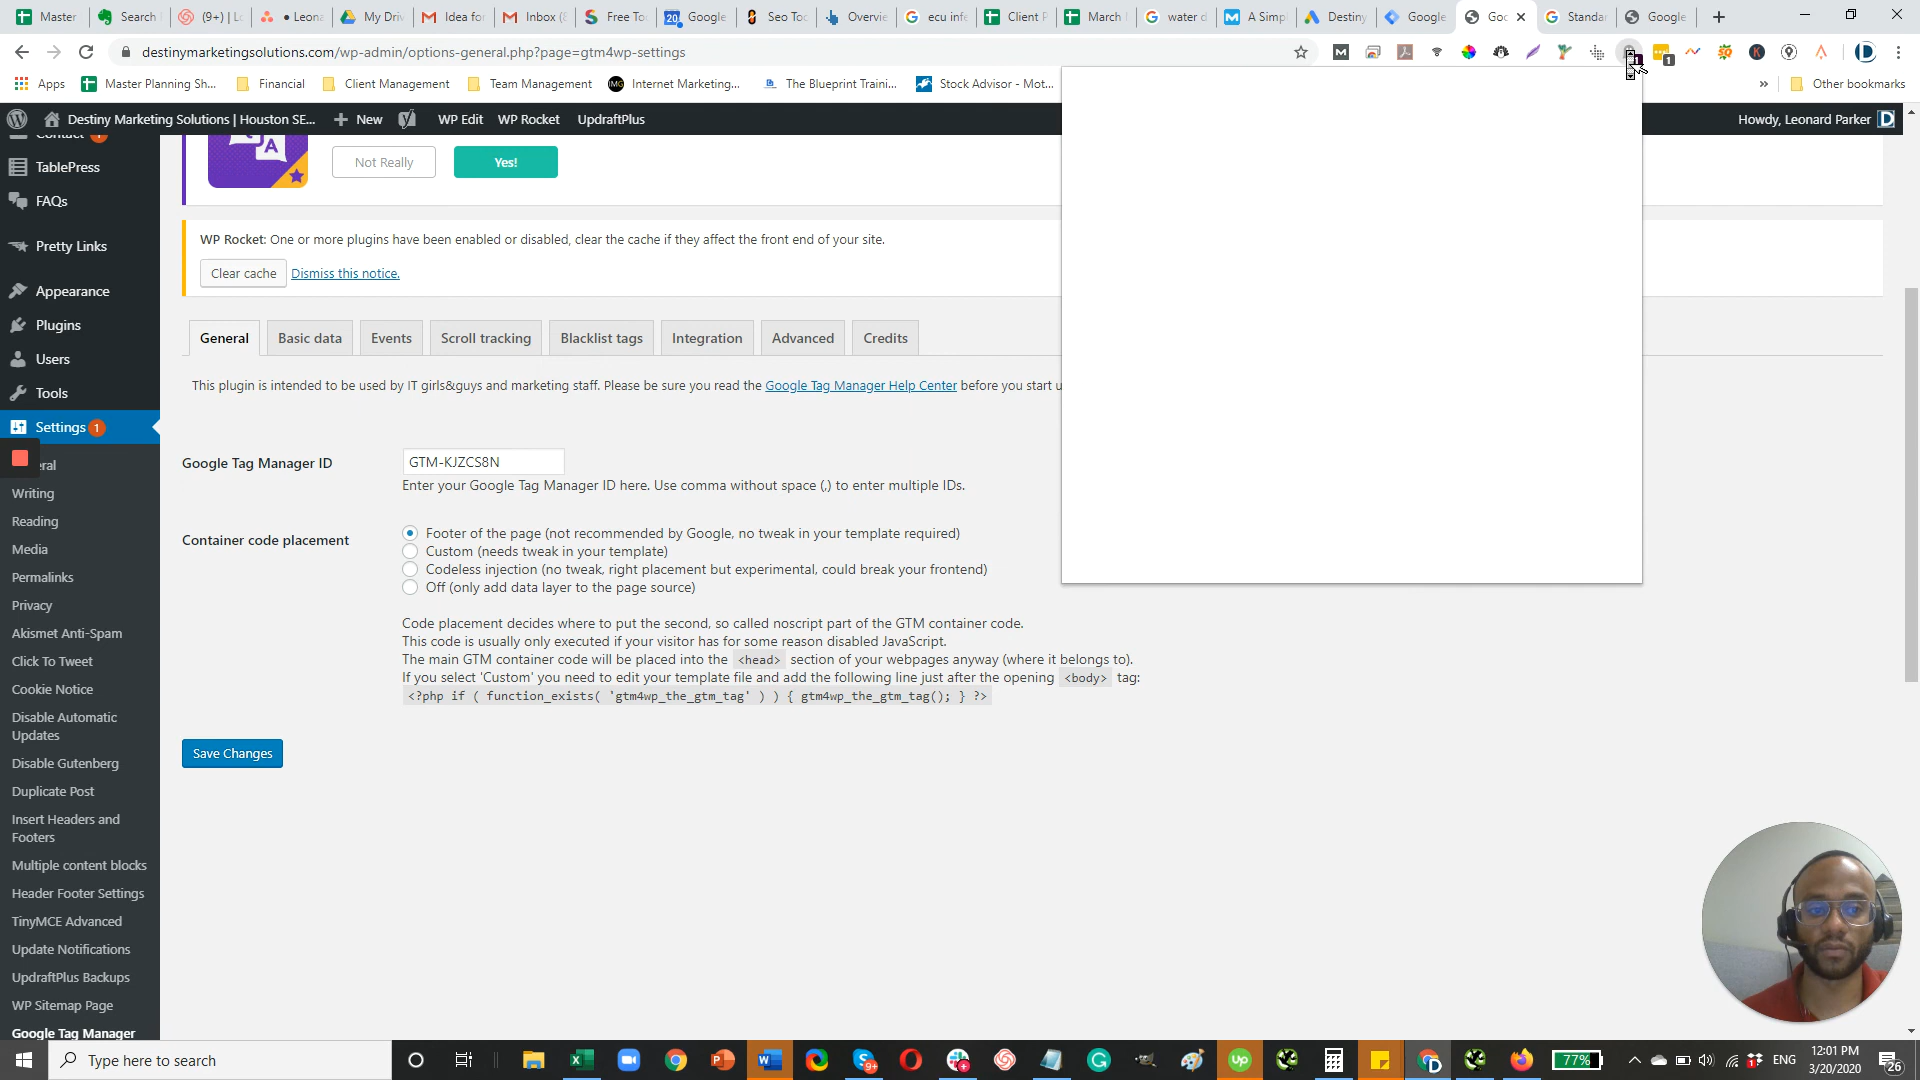 Master
Search
(9+) | Lo
● Leona
My Driv
Idea for
Inbox (8
Free Too
Google
Seo Too
Overvie
ecu info
Client P
March
water d
A Simpl
Destiny
Google
Goo
Standar
Google
destinymarketingsolutions.com/wp-admin/options-general.php?page=gtm4wp-settings
Apps
Master Planning Sh...
Financial
Client Management
Team Management
Internet Marketing...
The Blueprint Traini...
Stock Advisor - Mot...
»
Other bookmarks
Destiny Marketing Solutions | Houston SE...
New
WP Edit
WP Rocket
UpdraftPlus
Howdy, Leonard Parker
Contact
TablePress
FAQs
Pretty Links
Appearance
Plugins
Users
Tools
Settings 1
eral
Writing
Reading
Media
Permalinks
Privacy
Akismet Anti-Spam
Click To Tweet
Cookie Notice
Disable Automatic
Updates
Disable Gutenberg
Duplicate Post
Insert Headers and
Footers
Multiple content blocks
Header Footer Settings
TinyMCE Advanced
Update Notifications
UpdraftPlus Backups
WP Sitemap Page
Google Tag Manager
A
Not Really
Yes!
WP Rocket: One or more plugins have been enabled or disabled, clear the cache if they affect the front end of your site.
Clear cache
Dismiss this notice.
General
Basic data
Events
Scroll tracking
Blacklist tags
Integration
Advanced
Credits
This plugin is intended to be used by IT girls&guys and marketing staff. Please be sure you read the Google Tag Manager Help Center before you start u
Google Tag Manager ID
GTM-KJZCS8N
Enter your Google Tag Manager ID here. Use comma without space (,) to enter multiple IDs.
Container code placement
Footer of the page (not recommended by Google, no tweak in your template required)
Custom (needs tweak in your template)
Codeless injection (no tweak, right placement but experimental, could break your frontend)
Off (only add data layer to the page source)
Code placement decides where to put the second, so called noscript part of the GTM container code.
This code is usually only executed if your visitor has for some reason disabled JavaScript.
The main GTM container code will be placed into the <head> section of your webpages anyway (where it belongs to).
If you select 'Custom' you need to edit your template file and add the following line just after the opening <body> tag:
<?php if ( function_exists( 'gtm4wp_the_gtm_tag' ) ) { gtm4wp_the_gtm_tag(); } ?>
Save Changes
Type here to search
77%
ENG
12:01 PM
3/20/2020
26